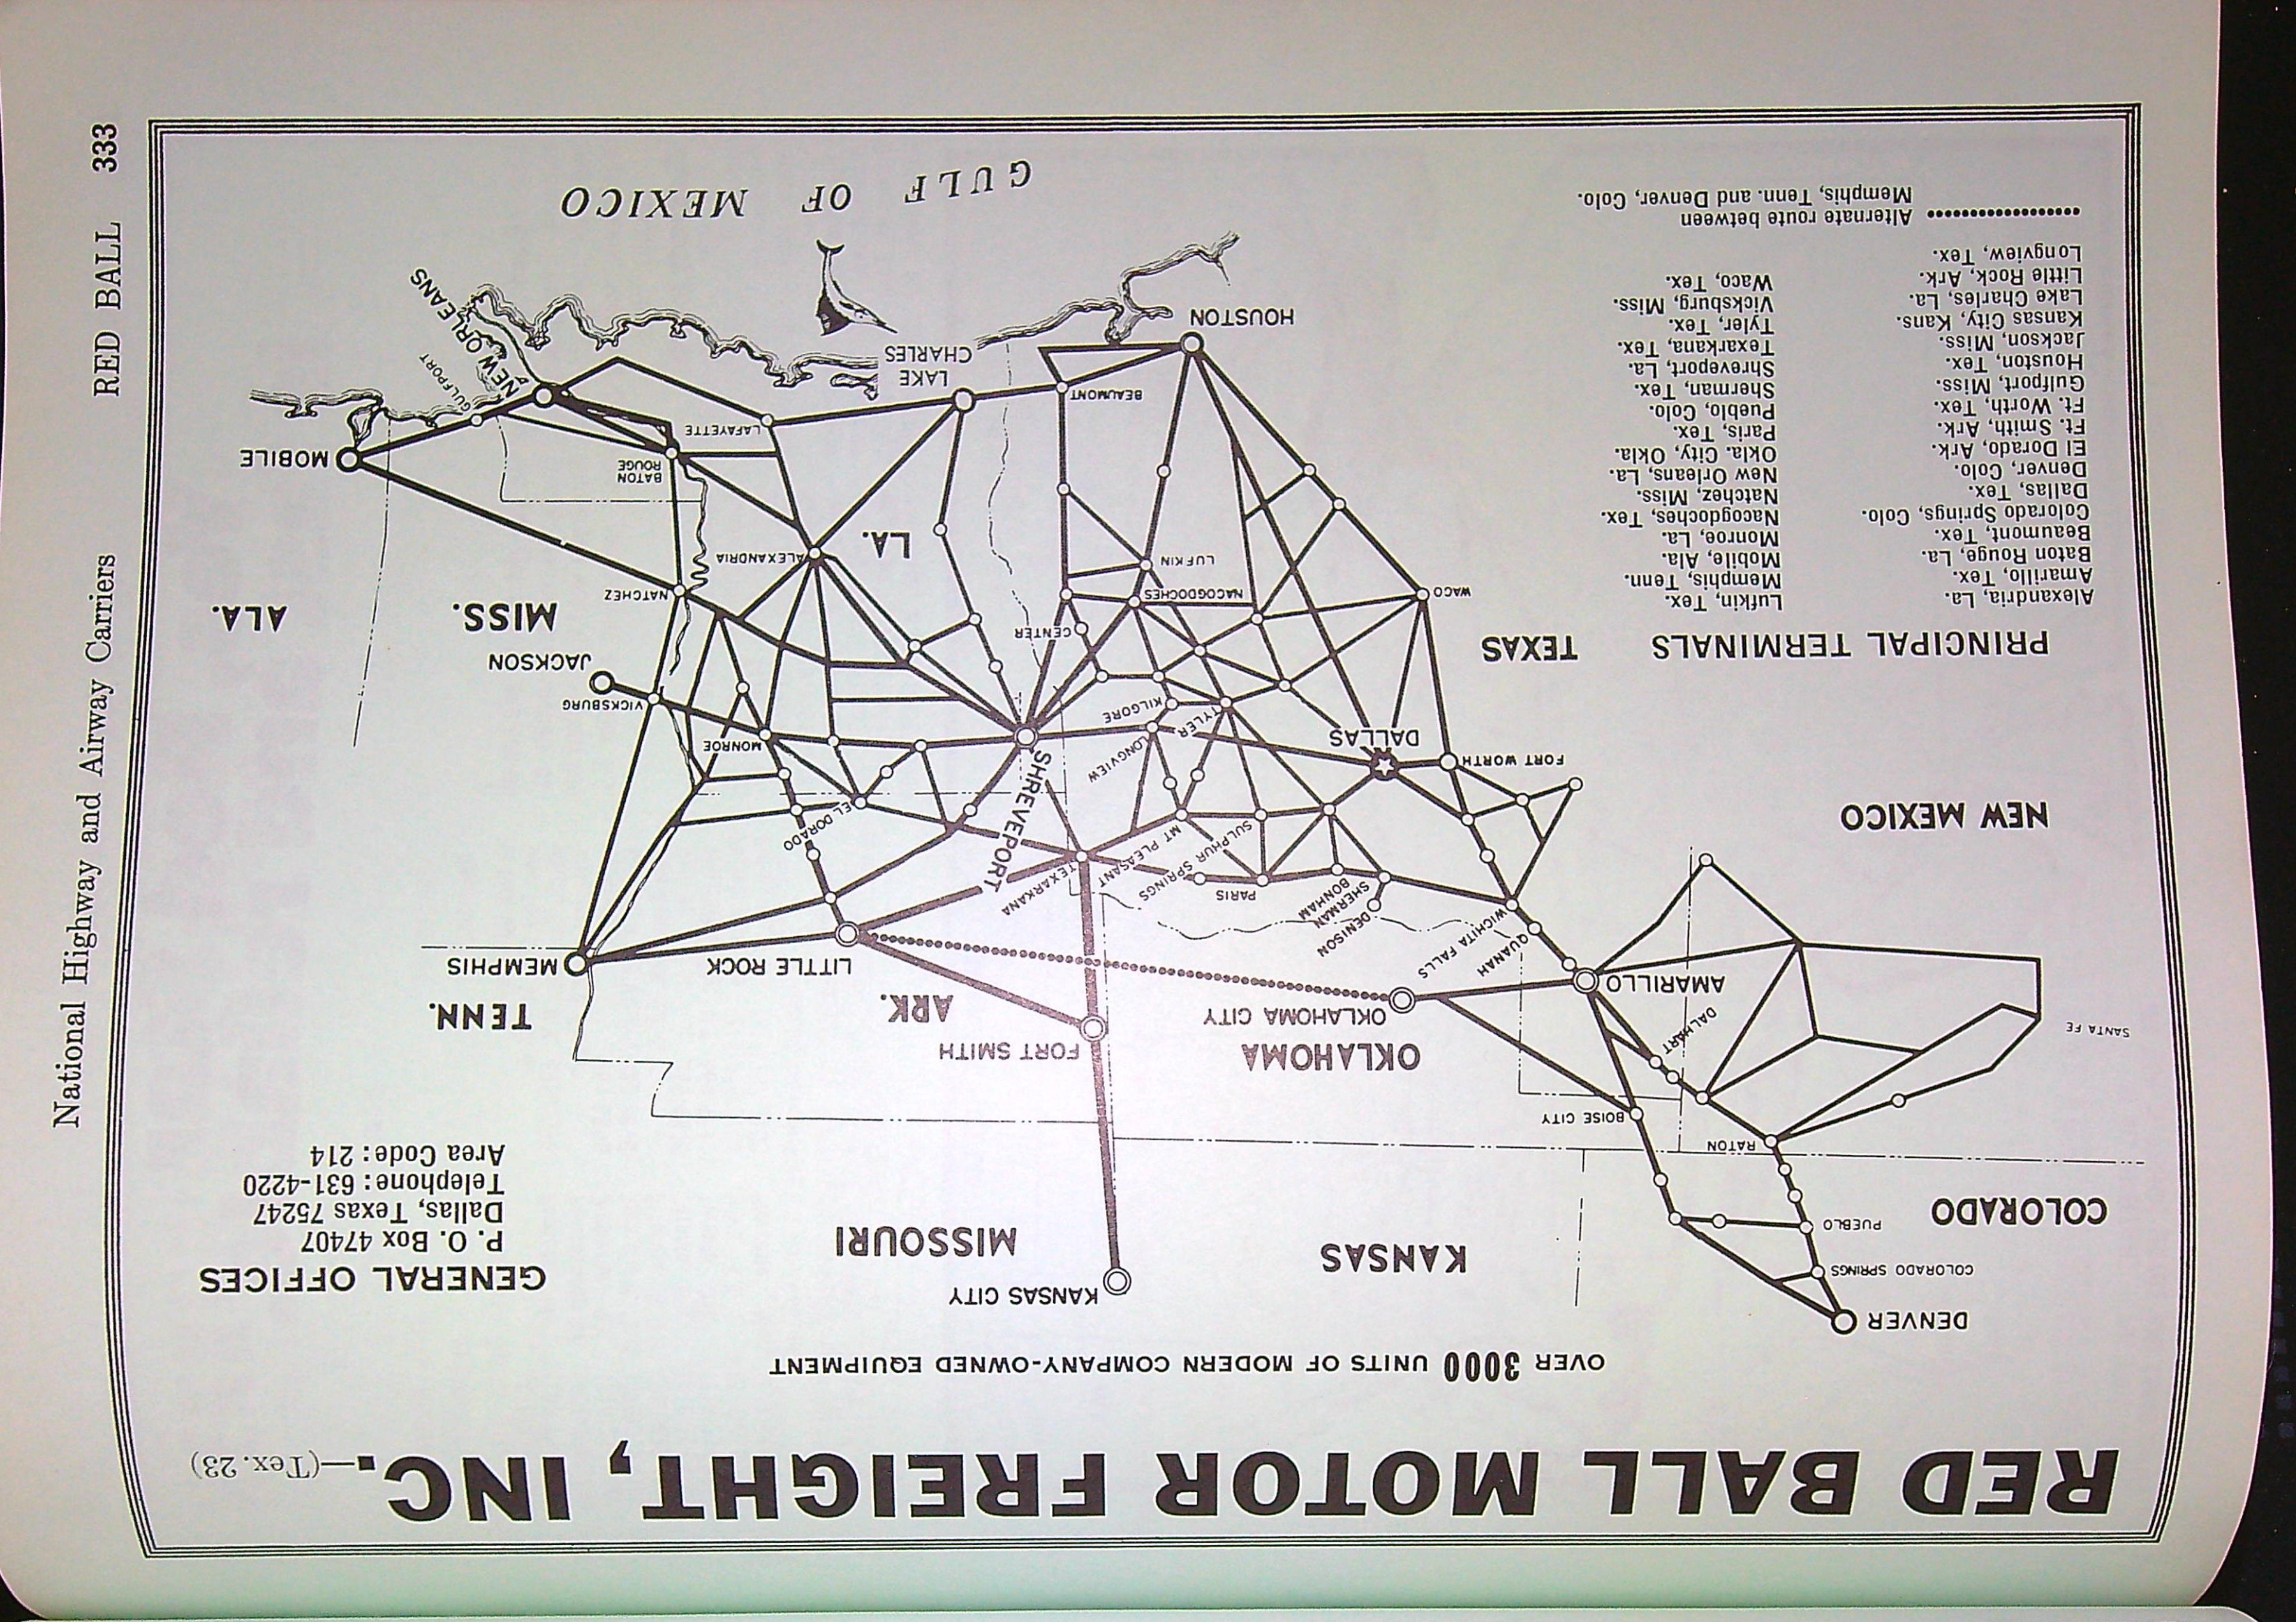 RED BALL MOTOR FREIGHT, INC.—(Tex. 23)
OVER 3000 UNITS OF MODERN COMPANY-OWNED EQUIPMENT
GENERAL OFFICES
P. O. Box 47407
Dallas, Texas 75247
Telephone: 631-4220
Area Code: 214
DENVER
COLORADO SPRINGS
PUEBLO
COLORADO
KANSAS
KANSAS CITY
MISSOURI
RATON
BOISE CITY
SANTA FE
DALHART
AMARILLO
OKLAHOMA
OKLAHOMA CITY
FORT SMITH
ARK.
LITTLE ROCK
TENN.
MEMPHIS
QUANAH
WICHITA FALLS
DENISON
SHERMAN
BONHAM
PARIS
SULPHUR SPRINGS
MT PLEASANT
TEXARKANA
SHREVEPORT
EL DORADO
NEW MEXICO
FORT WORTH
DALLAS
TYLER
LONGVIEW
KILGORE
MONROE
VICKSBURG
JACKSON
MISS.
ALA.
TEXAS
WACO
CENTER
NACOGDOCHES
LUFKIN
LA.
ALEXANDRIA
NATCHEZ
BATON
ROUGE
LAFAYETTE
MOBILE
GULFPORT
NEW ORLEANS
BEAUMONT
LAKE
CHARLES
HOUSTON
GULF OF MEXICO
PRINCIPAL TERMINALS
Alexandria, La.
Amarillo, Tex.
Baton Rouge, La.
Beaumont, Tex.
Colorado Springs, Colo.
Dallas, Tex.
Denver, Colo.
El Dorado, Ark.
Ft. Smith, Ark.
Ft. Worth, Tex.
Gulfport, Miss.
Houston, Tex.
Jackson, Miss.
Kansas City, Kans.
Lake Charles, La.
Little Rock, Ark.
Longview, Tex.
Lufkin, Tex.
Memphis, Tenn.
Mobile, Ala.
Monroe, La.
Nacogdoches, Tex.
Natchez, Miss.
New Orleans, La.
Okla. City, Okla.
Paris, Tex.
Pueblo, Colo.
Sherman, Tex.
Shreveport, La.
Texarkana, Tex.
Tyler, Tex.
Vicksburg, Miss.
Waco, Tex.
Alternate route between
Memphis, Tenn. and Denver, Colo.
National Highway and Airway Carriers
RED BALL 333